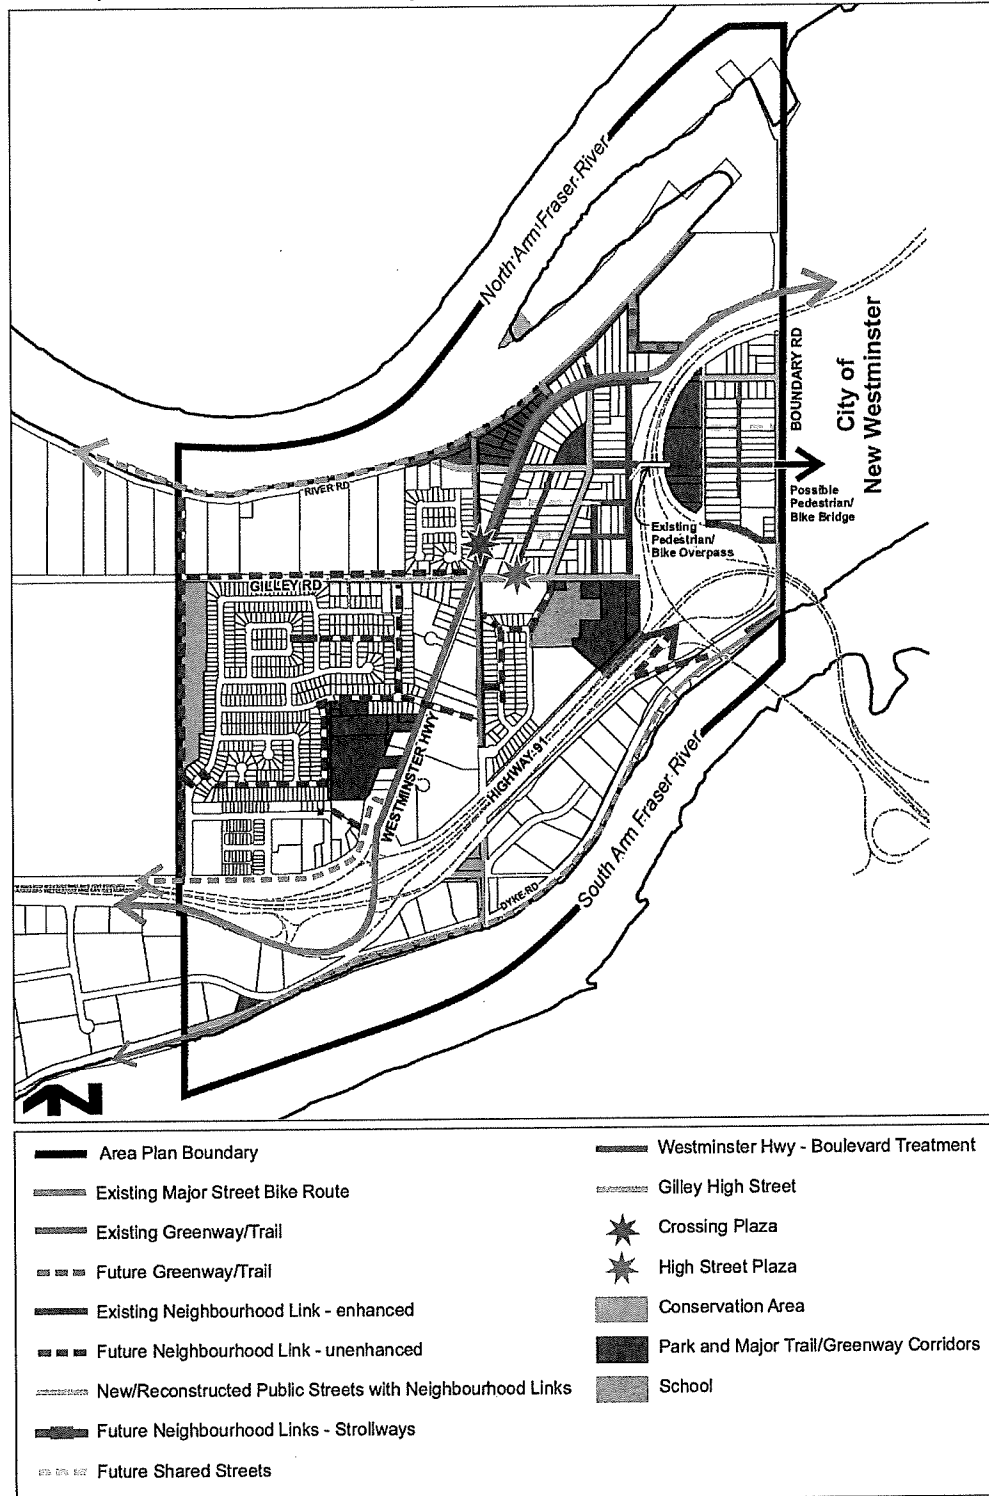 North Arm Fraser River
BOUNDARY RD
City of
New Westminster
RIVER RD
Possible
Pedestrian/
Bike Bridge
Existing
Pedestrian/
Bike Overpass
GILLEY RD
WESTMINSTER HWY
HIGHWAY 91
South Arm Fraser River
DYKE RD
N
Area Plan Boundary
Existing Major Street Bike Route
Existing Greenway/Trail
Future Greenway/Trail
Existing Neighbourhood Link - enhanced
Future Neighbourhood Link - unenhanced
New/Reconstructed Public Streets with Neighbourhood Links
Future Neighbourhood Links - Strollways
Future Shared Streets
Westminster Hwy - Boulevard Treatment
Gilley High Street
Crossing Plaza
High Street Plaza
Conservation Area
Park and Major Trail/Greenway Corridors
School